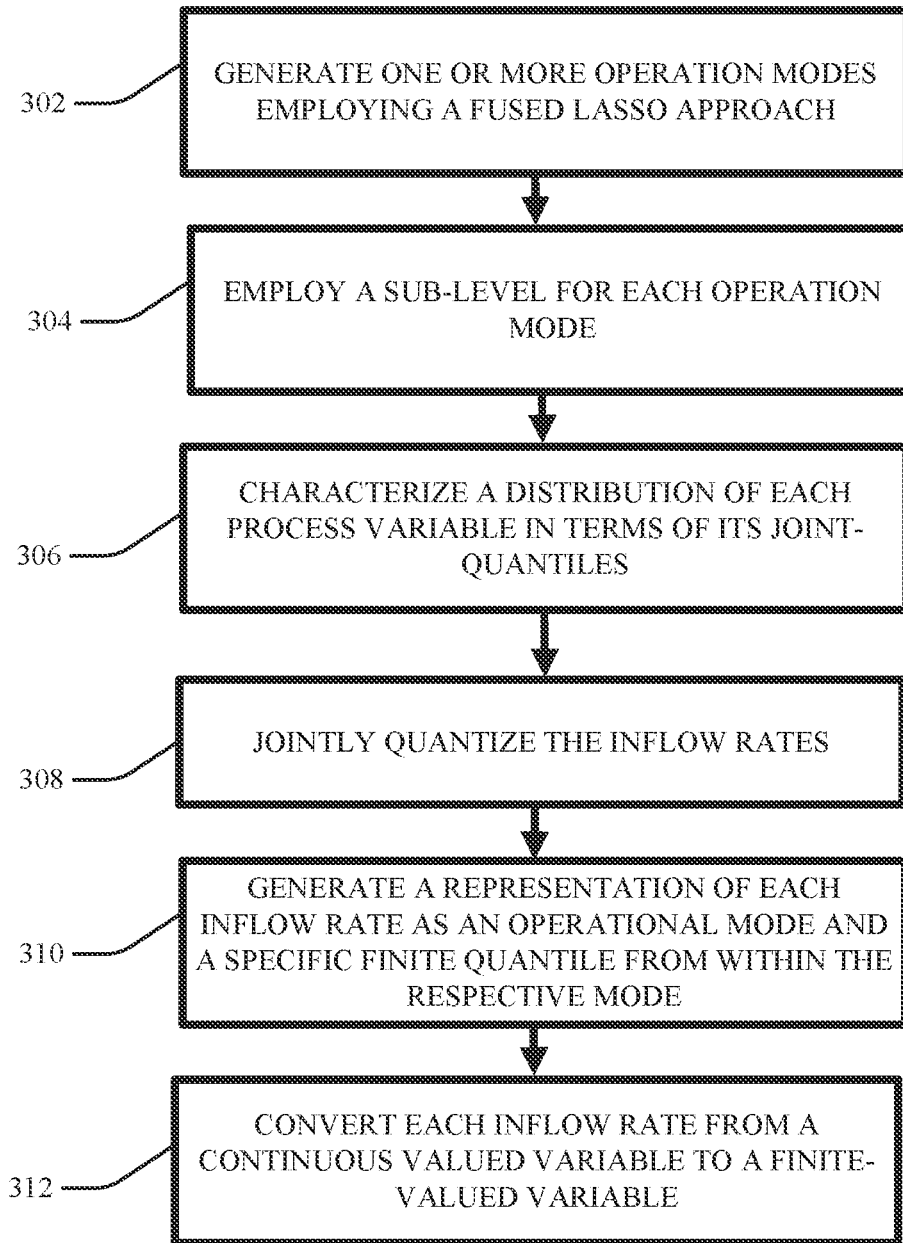 302
GENERATE ONE OR MORE OPERATION MODES
EMPLOYING A FUSED LASSO APPROACH
304
EMPLOY A SUB-LEVEL FOR EACH OPERATION
MODE
306
CHARACTERIZE A DISTRIBUTION OF EACH
PROCESS VARIABLE IN TERMS OF ITS JOINT-
QUANTILES
308
JOINTLY QUANTIZE THE INFLOW RATES
310
GENERATE A REPRESENTATION OF EACH
INFLOW RATE AS AN OPERATIONAL MODE AND
A SPECIFIC FINITE QUANTILE FROM WITHIN THE
RESPECTIVE MODE
312
CONVERT EACH INFLOW RATE FROM A
CONTINUOUS VALUED VARIABLE TO A FINITE-
VALUED VARIABLE